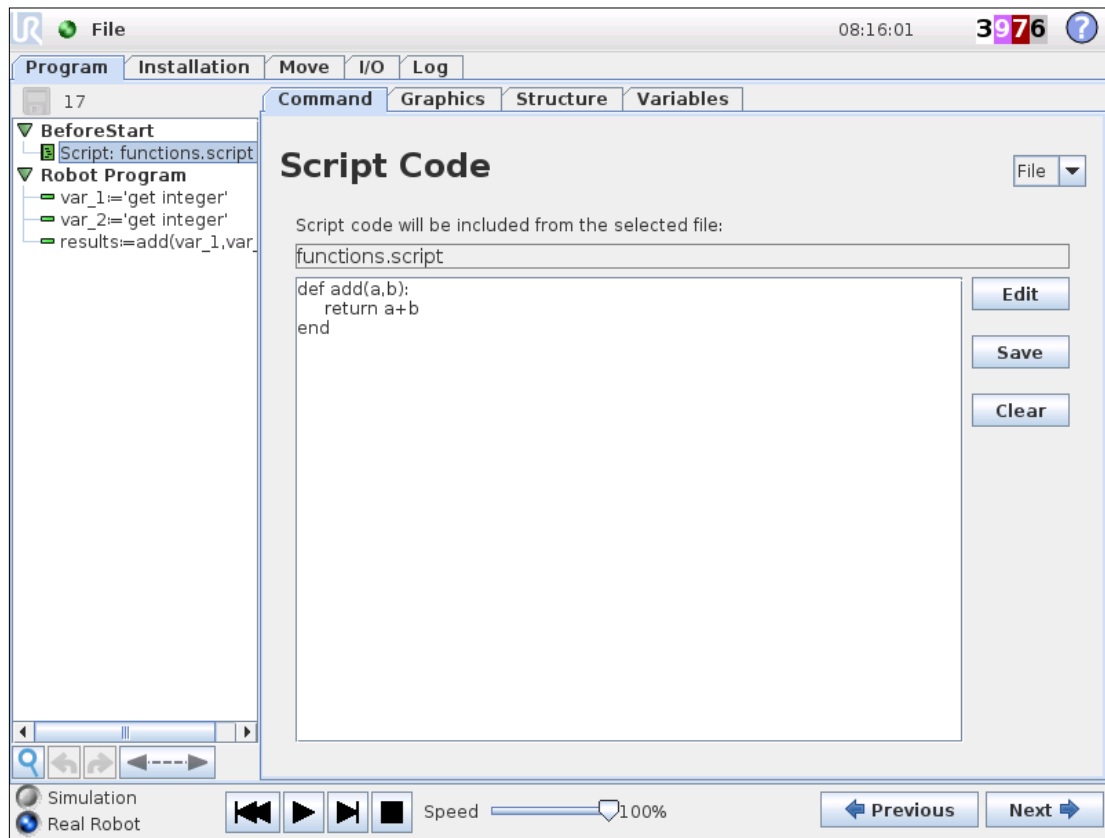 File 08:16:01 3976 ?
Program Installation Move I/O Log
17
Command Graphics Structure Variables
BeforeStart
Script: functions.script
Robot Program
var_1:='get integer'
var_2:='get integer'
results:=add(var_1,var_
Script Code
File
Script code will be included from the selected file:
functions.script
def add(a,b):
return a+b
end
Edit
Save
Clear
Simulation
Real Robot
Speed 100%
Previous Next